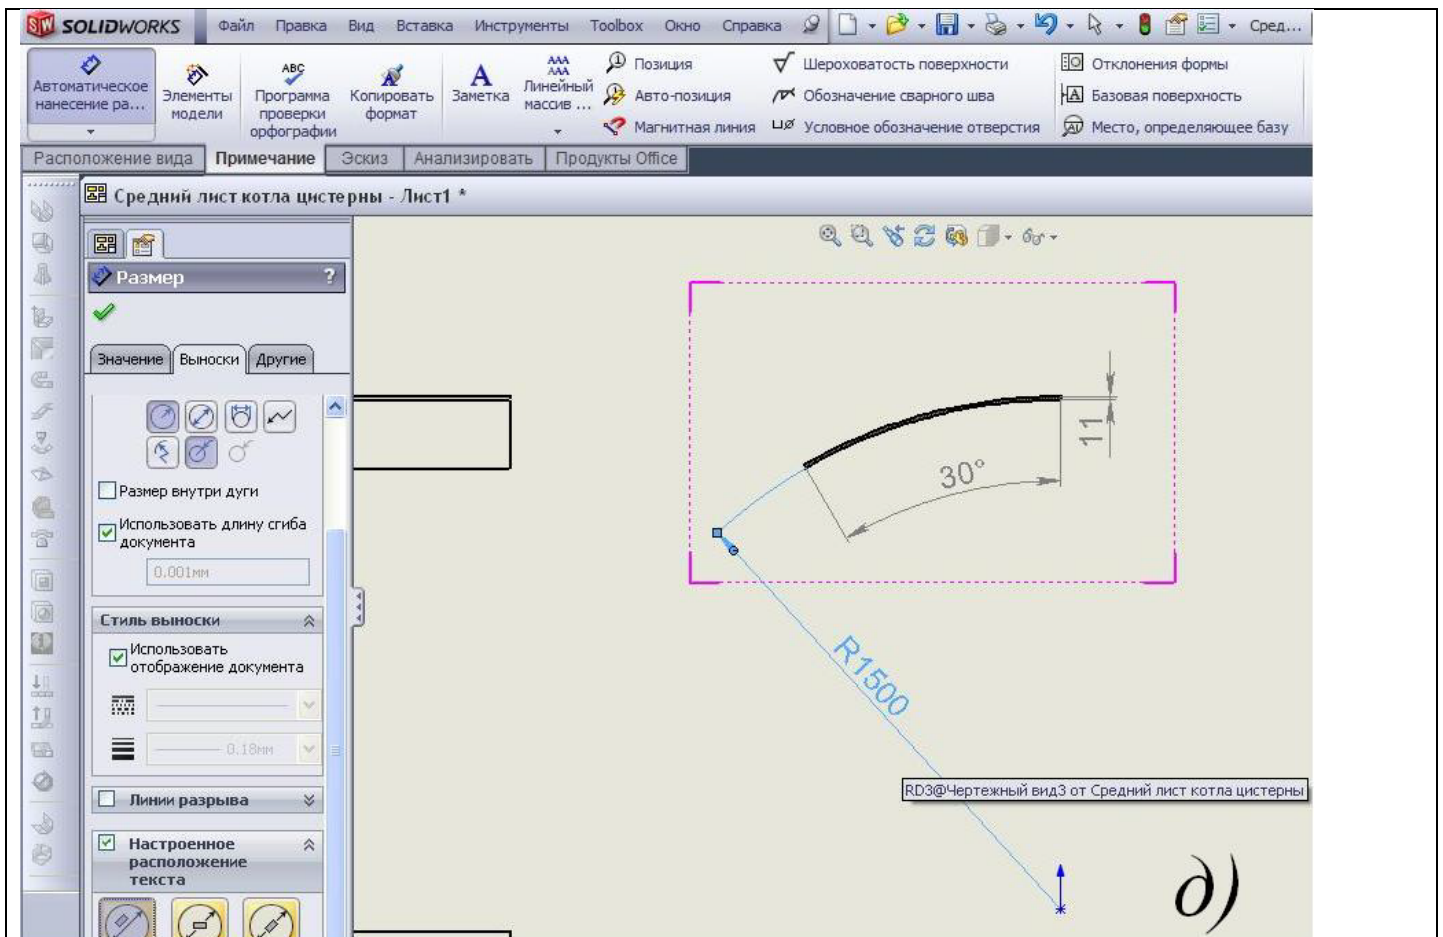 SOLIDWORKS Файл Правка Вид Вставка Инструменты Toolbox Окно Справка Сред...
Автоматическое нанесение ра...
Элементы модели
ABC
Программа проверки орфографии
Копировать формат
A
Заметка
Линейный массив ...
Позиция
Авто-позиция
Магнитная линия
Шероховатость поверхности
Обозначение сварного шва
Условное обозначение отверстия
Отклонения формы
Базовая поверхность
Место, определяющее базу
Расположение вида Примечание Эскиз Анализировать Продукты Office
Средний лист котла цистерны - Лист1 *
Размер ?
Значение Выноски Другие
Размер внутри дуги
Использовать длину сгиба
документа
0.001мм
Стиль выноски
Использовать
отображение документа
0.18мм
Линии разрыва
Настроенное
расположение
текста
11
30°
R1500
RD3@Чертежный вид3 от Средний лист котла цистерны
д)